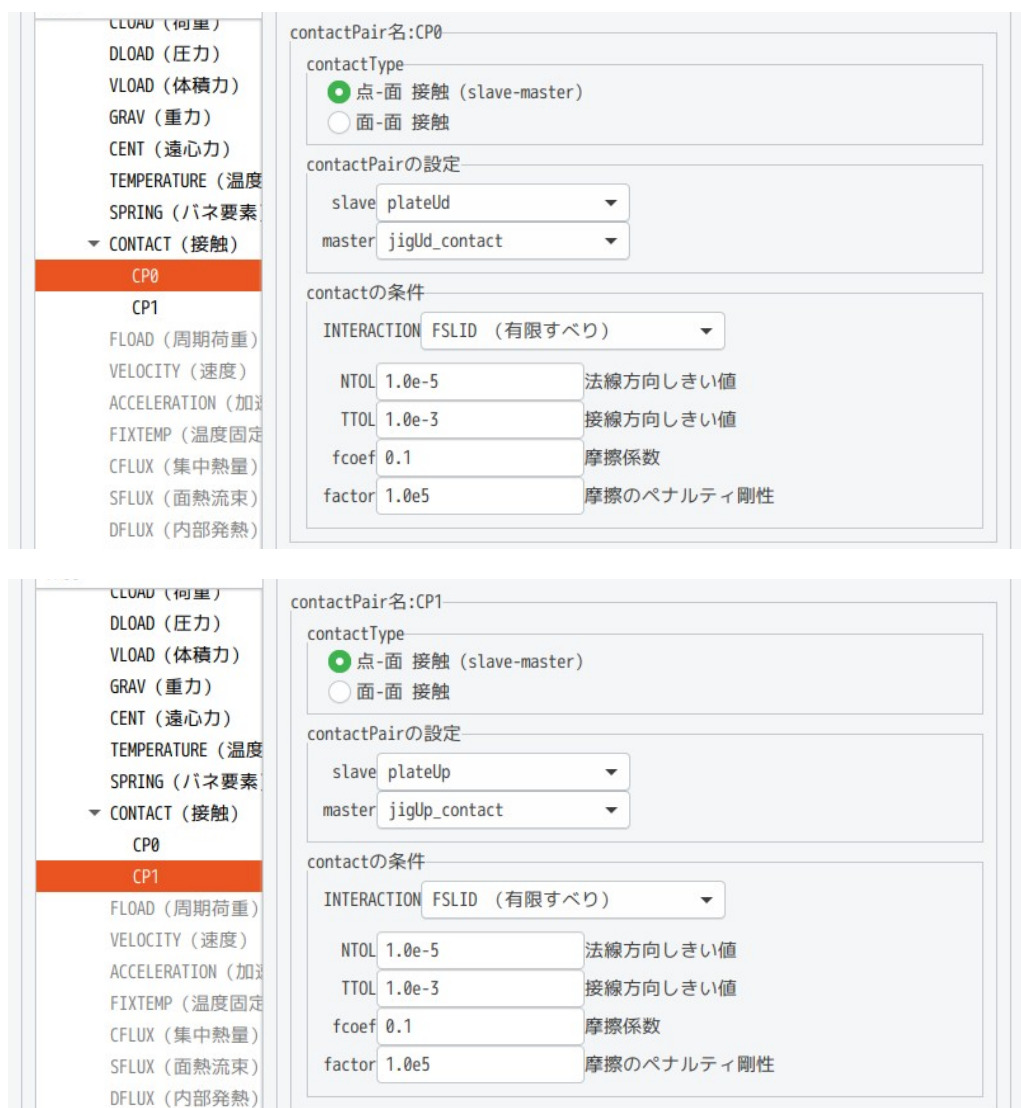 CLOAD (荷重)
DLOAD (圧力)
VLOAD (体積力)
GRAV (重力)
CENT (遠心力)
TEMPERATURE (温度
SPRING (バネ要素
CONTACT (接触)
CP0
CP1
FLOAD (周期荷重)
VELOCITY (速度)
ACCELERATION (加速
FIXTEMP (温度固定
CFLUX (集中熱量)
SFLUX (面熱流束)
DFLUX (内部発熱)
contactPair名:CP0
contactType
点-面 接触 (slave-master)
面-面 接触
contactPairの設定
slave plateUd
master jigUd_contact
contactの条件
INTERACTION FSLID (有限すべり)
NTOL 1.0e-5 法線方向しきい値
TTOL 1.0e-3 接線方向しきい値
fcoef 0.1 摩擦係数
factor 1.0e5 摩擦のペナルティ剛性
CLOAD (荷重)
DLOAD (圧力)
VLOAD (体積力)
GRAV (重力)
CENT (遠心力)
TEMPERATURE (温度
SPRING (バネ要素
CONTACT (接触)
CP0
CP1
FLOAD (周期荷重)
VELOCITY (速度)
ACCELERATION (加速
FIXTEMP (温度固定
CFLUX (集中熱量)
SFLUX (面熱流束)
DFLUX (内部発熱)
contactPair名:CP1
contactType
点-面 接触 (slave-master)
面-面 接触
contactPairの設定
slave plateUp
master jigUp_contact
contactの条件
INTERACTION FSLID (有限すべり)
NTOL 1.0e-5 法線方向しきい値
TTOL 1.0e-3 接線方向しきい値
fcoef 0.1 摩擦係数
factor 1.0e5 摩擦のペナルティ剛性